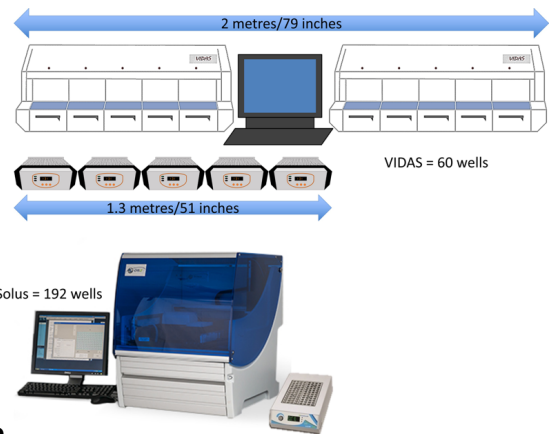 2 metres/79 inches
VIDAS
VIDAS
VIDAS = 60 wells
1.3 metres/51 inches
Solus = 192 wells